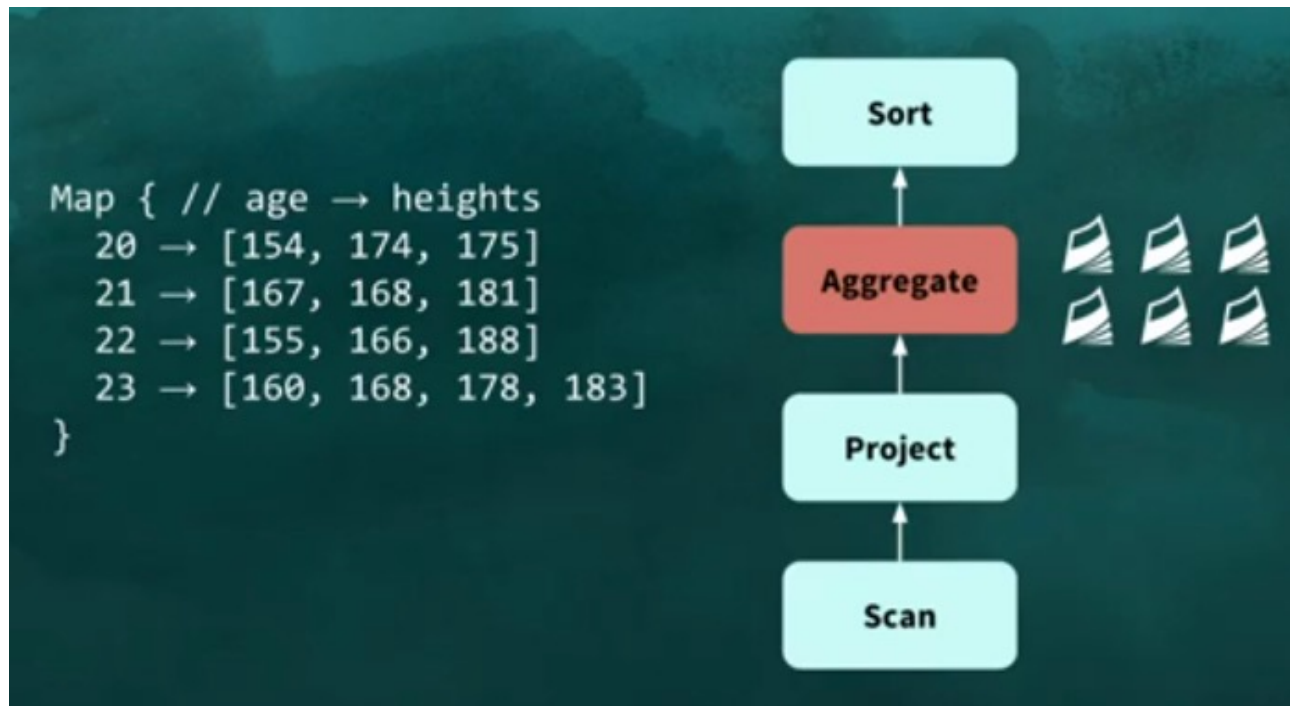 Map { // age → heights
  20 → [154, 174, 175]
  21 → [167, 168, 181]
  22 → [155, 166, 188]
  23 → [160, 168, 178, 183]
}
Sort
Aggregate
Project
Scan